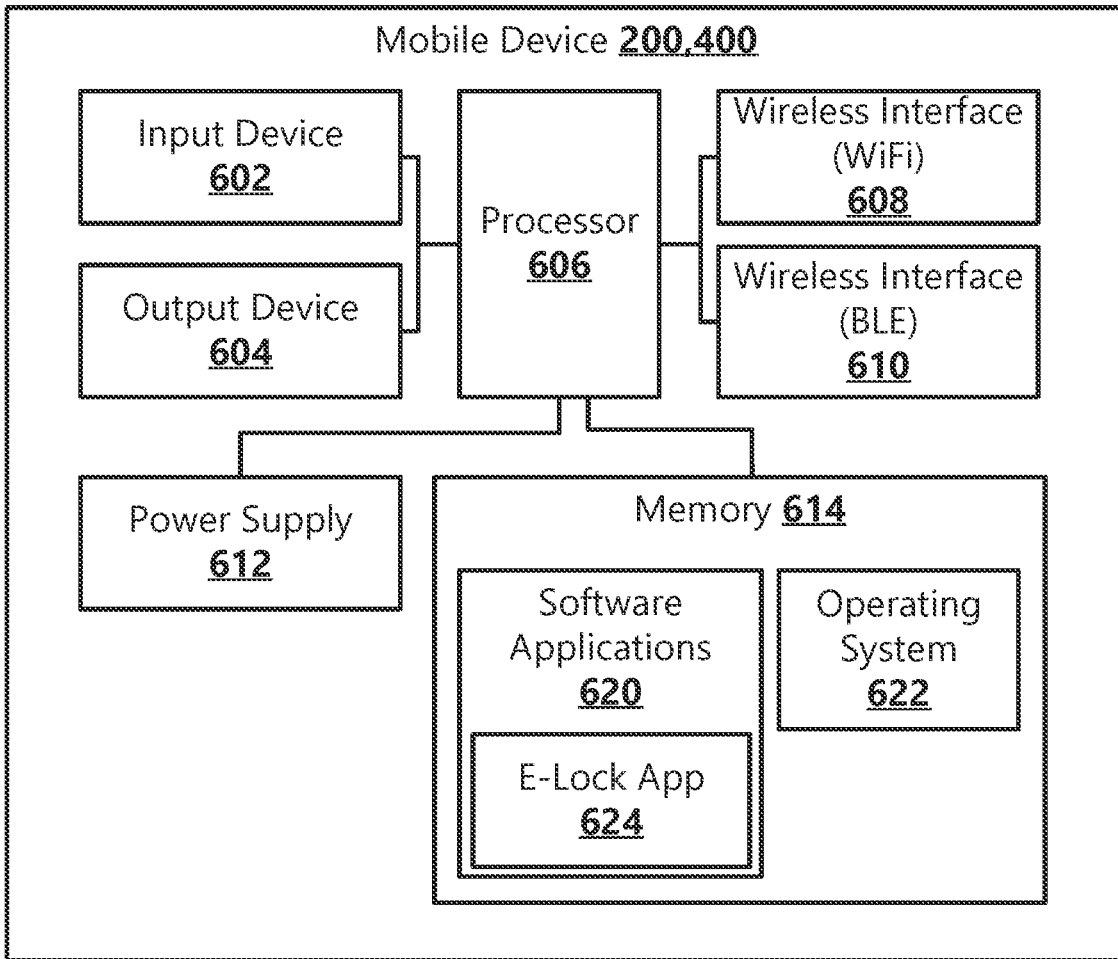 Mobile Device 200,400
Input Device
602
Output Device
604
Processor
606
Wireless Interface
(WiFi)
608
Wireless Interface
(BLE)
610
Power Supply
612
Memory 614
Software
Applications
620
E-Lock App
624
Operating
System
622